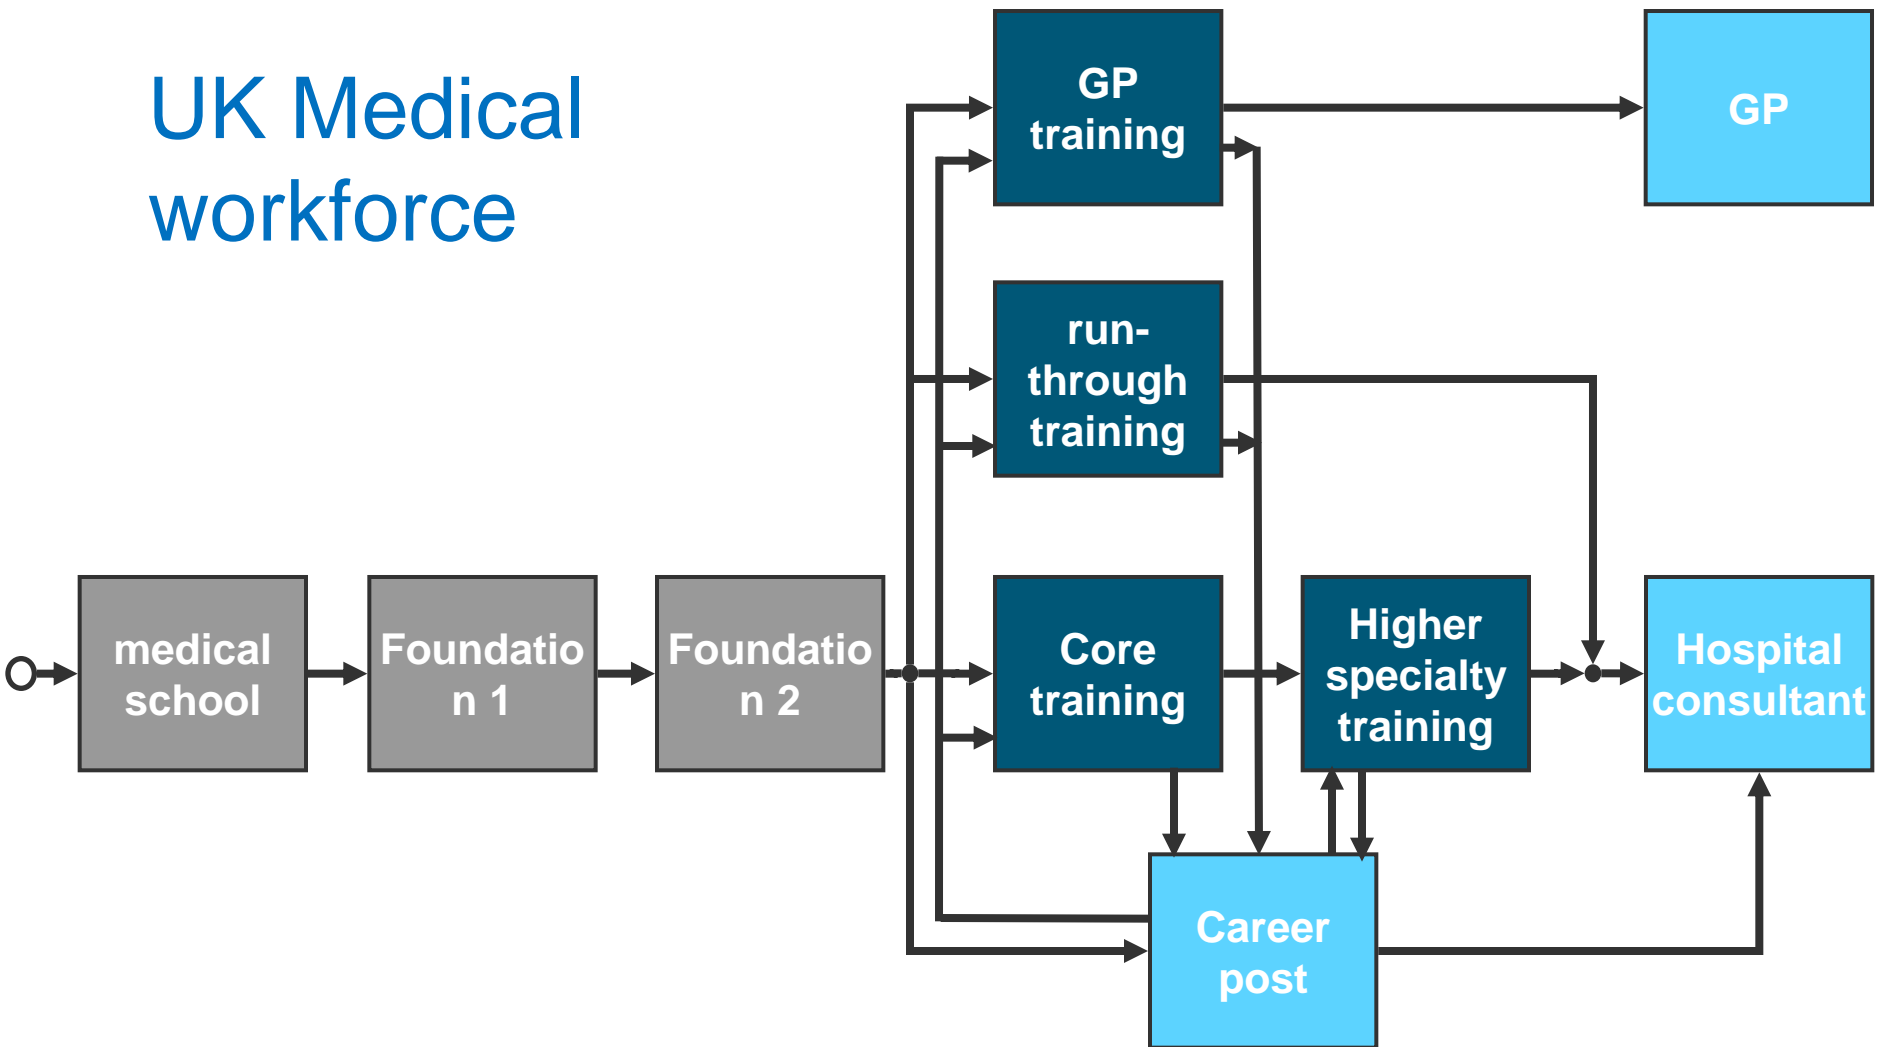 UK Medical
workforce
GP
training
GP
run-
through
training
medical
school
Foundatio
n 1
Foundatio
n 2
Core
training
Higher
specialty
training
Hospital
consultant
Career
post